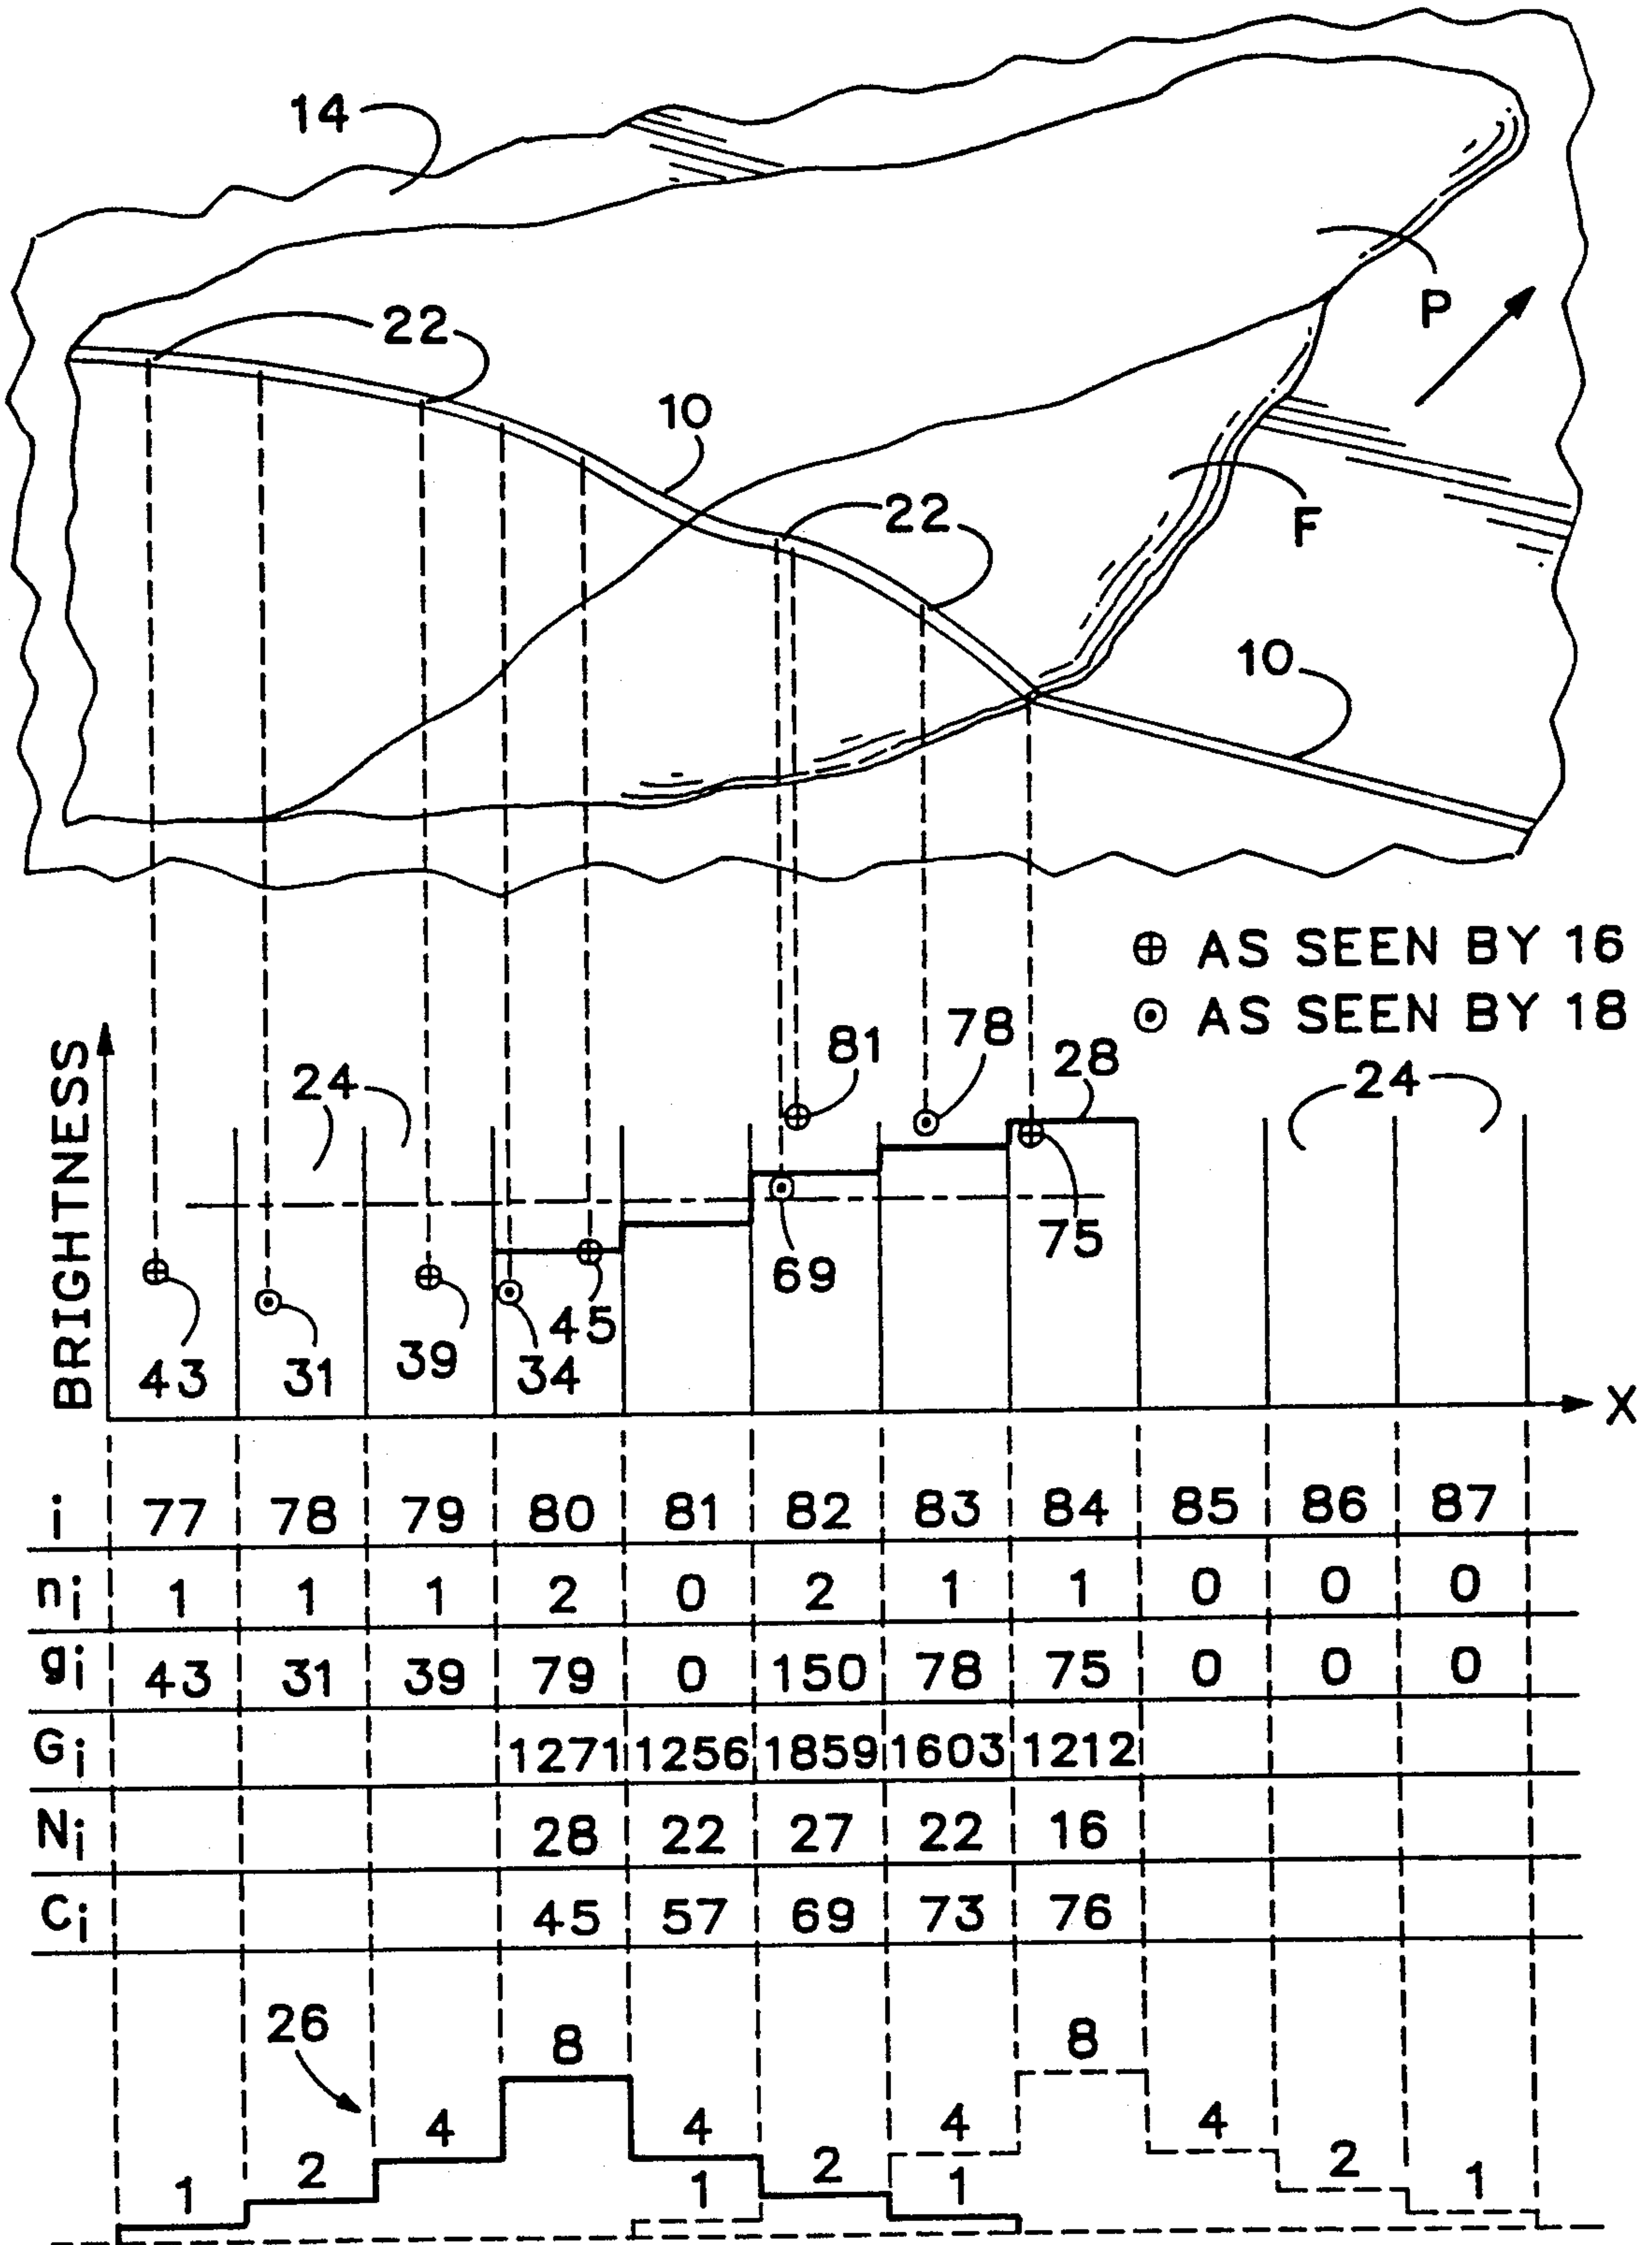 14
22
P
10
22
F
10
⊕ AS SEEN BY 16
⊙ AS SEEN BY 18
BRIGHTNESS
24
81
78
28
24
69
75
45
43
31
39
34
X
i 77 78 79 80 81 82 83 84 85 86 87
ni 1 1 1 2 0 2 1 1 0 0 0
gi 43 31 39 79 0 150 78 75 0 0 0
Gi 1271 1256 1859 1603 1212
Ni 28 22 27 22 16
Ci 45 57 69 73 76
26
8 8
4 4 4 4
1 2 1 2 1 2 1